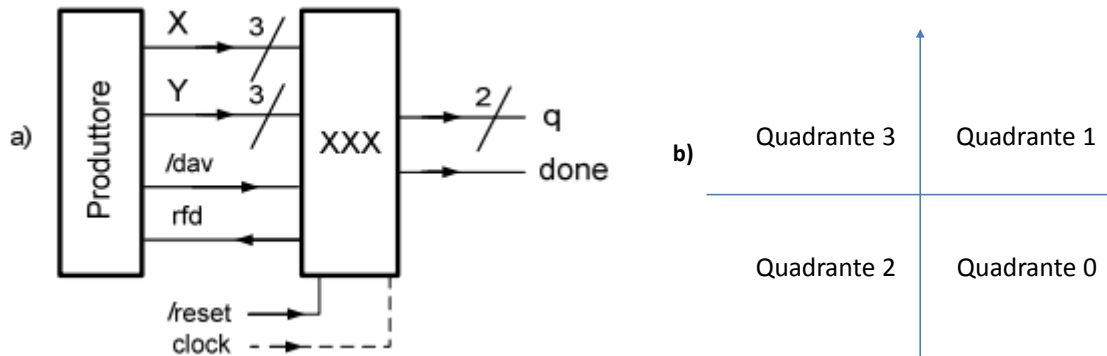 a)
Produttore
X
3
Y
3
/dav
rfd
XXX
2
q
done
/reset
clock
b)
Quadrante 3
Quadrante 1
Quadrante 2
Quadrante 0